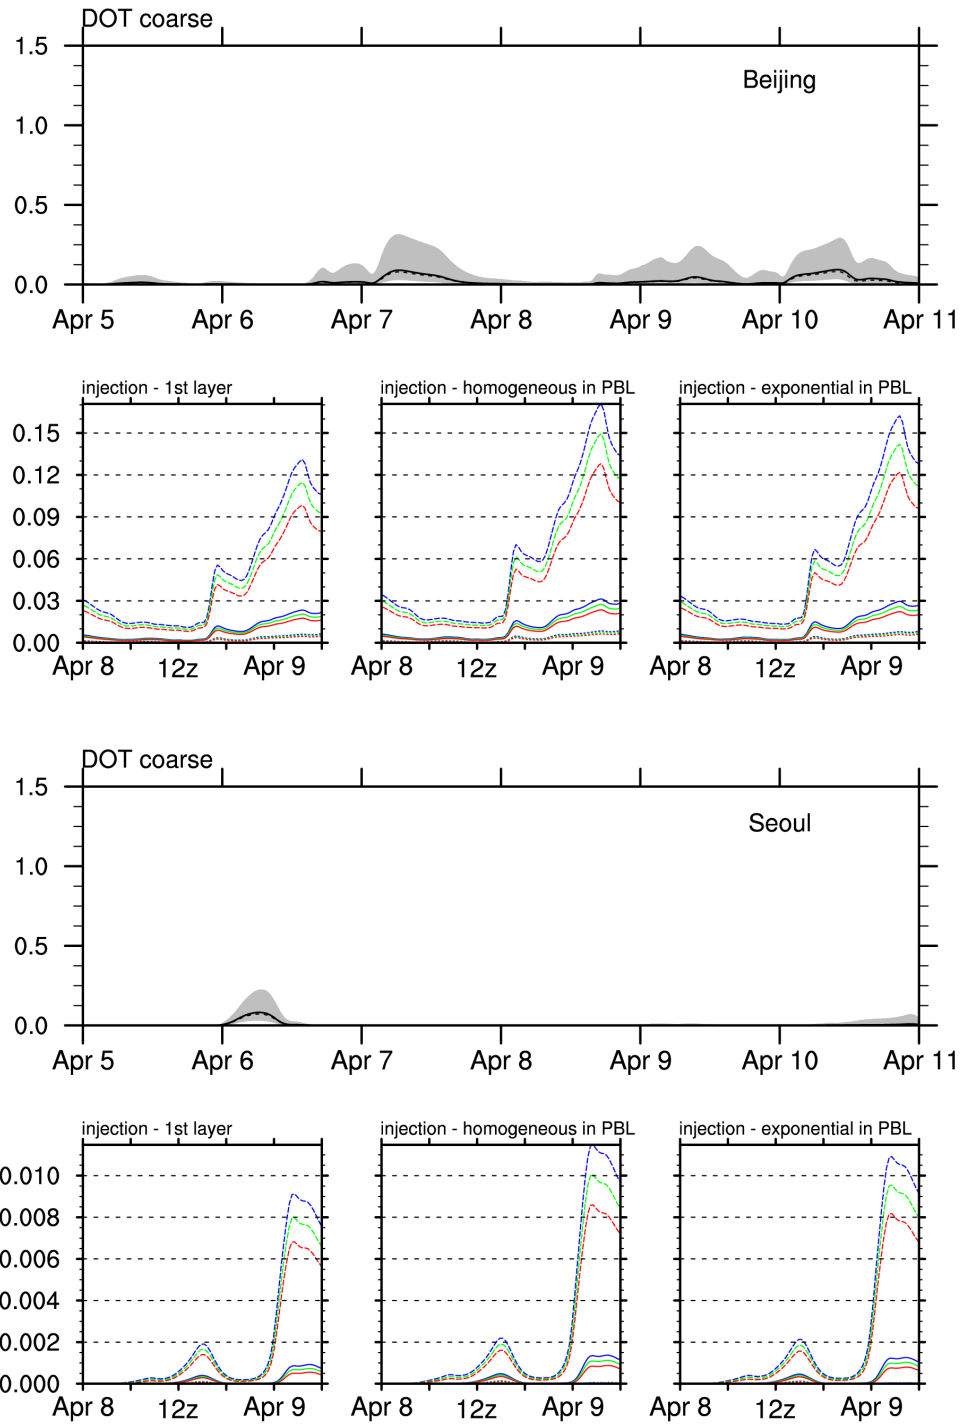 DOT coarse
1.5
Beijing
1.0
0.5
0.0
Apr 5 Apr 6 Apr 7 Apr 8 Apr 9 Apr 10 Apr 11
injection - 1st layer injection - homogeneous in PBL injection - exponential in PBL
0.15
0.12
0.09
0.06
0.03
0.00
Apr 8 12z Apr 9 Apr 8 12z Apr 9 Apr 8 12z Apr 9
DOT coarse
1.5
Seoul
1.0
0.5
0.0
Apr 5 Apr 6 Apr 7 Apr 8 Apr 9 Apr 10 Apr 11
injection - 1st layer injection - homogeneous in PBL injection - exponential in PBL
0.010
0.008
0.006
0.004
0.002
0.000
Apr 8 12z Apr 9 Apr 8 12z Apr 9 Apr 8 12z Apr 9